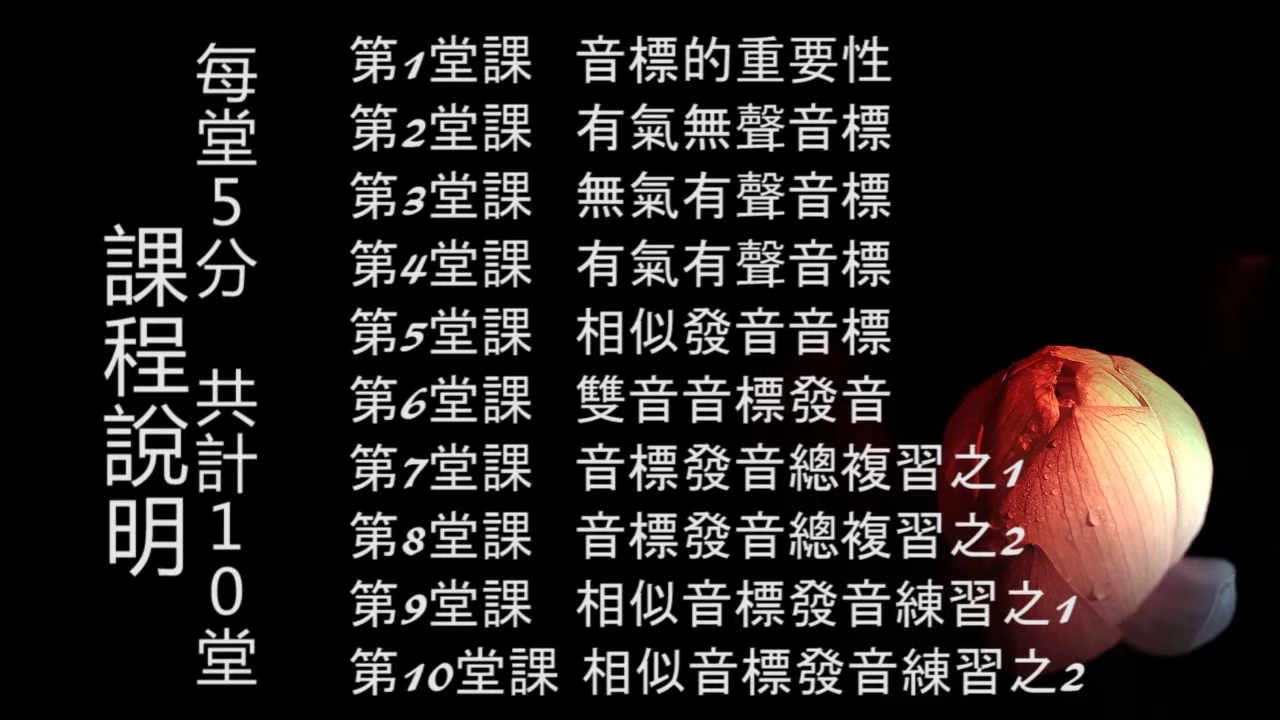 課程說明
每堂5分 共計10堂
第1堂課 音標的重要性
第2堂課 有氣無聲音標
第3堂課 無氣有聲音標
第4堂課 有氣有聲音標
第5堂課 相似發音音標
第6堂課 雙音音標發音
第7堂課 音標發音總複習之1
第8堂課 音標發音總複習之2
第9堂課 相似音標發音練習之1
第10堂課 相似音標發音練習之2